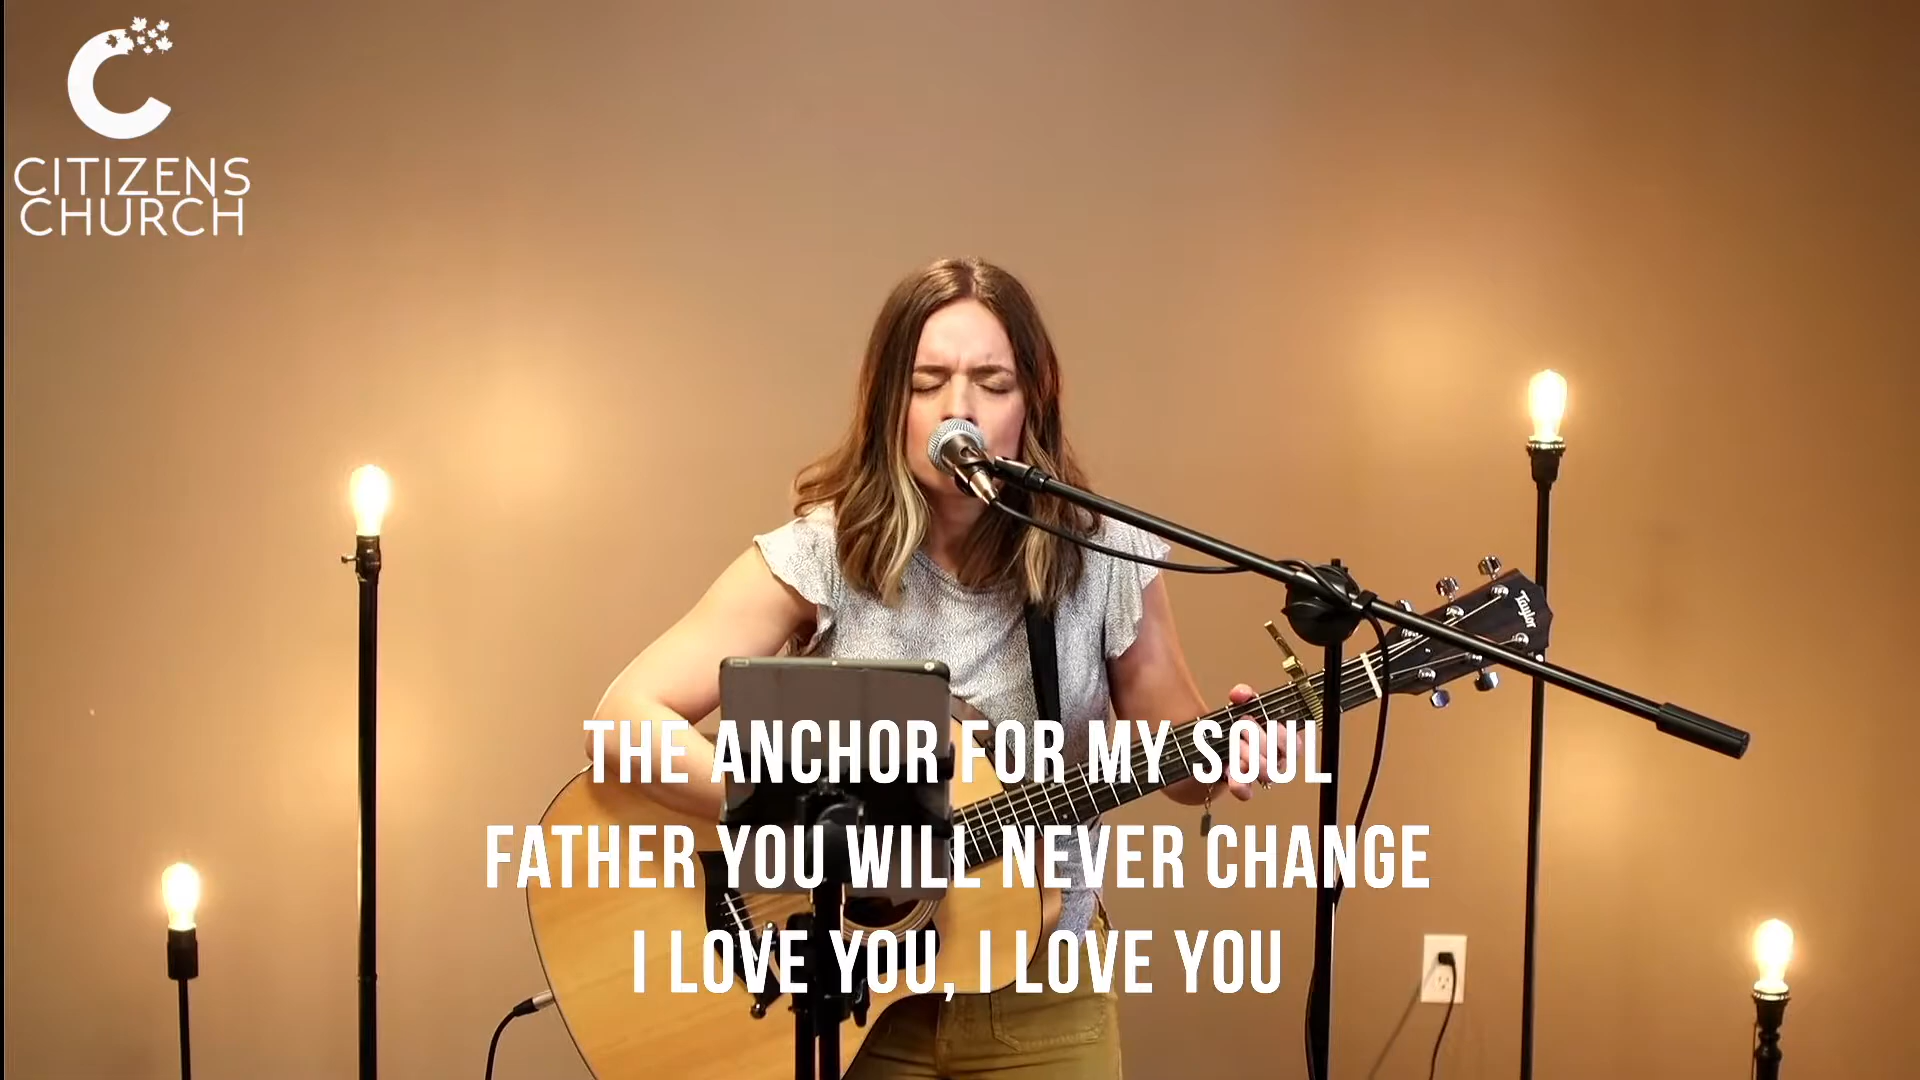 CITIZENS
CHURCH
Taylor
THE ANCHOR FOR MY SOUL
FATHER YOU WILL NEVER CHANGE
I LOVE YOU, I LOVE YOU